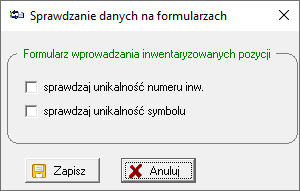 Sprawdzanie danych na formularzach
Formularz wprowadzania inwentaryzowanych pozycji
sprawdzaj unikalność numeru inw.
sprawdzaj unikalność symbolu
Zapisz
Anuluj